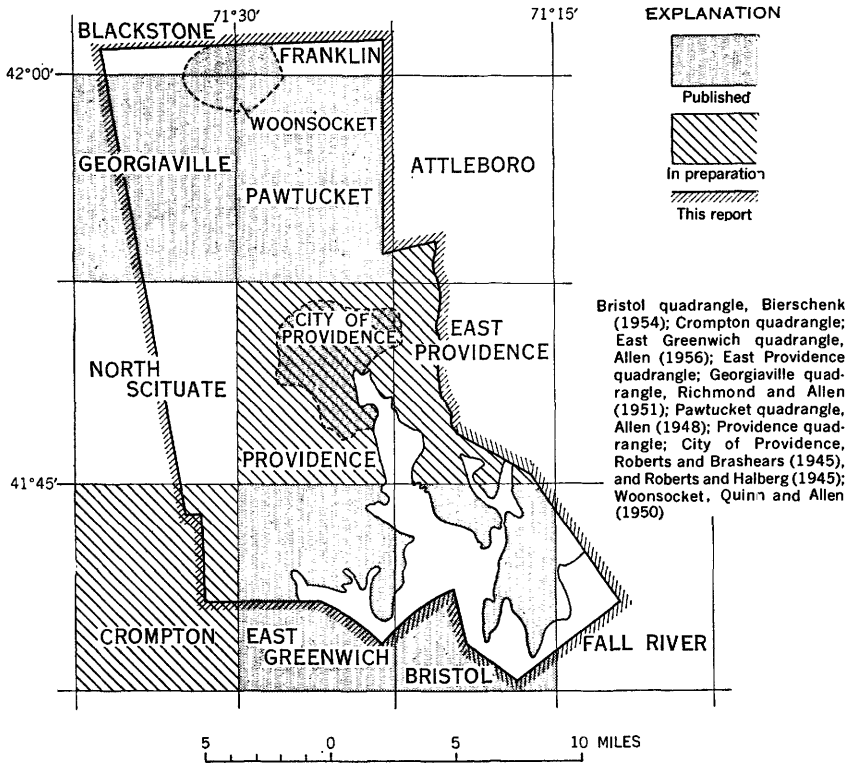 71°30'
71°15'
EXPLANATION
BLACKSTONE
FRANKLIN
42°00'
Published
WOONSOCKET
GEORGIAVILLE
ATTLEBORO
In preparation
PAWTUCKET
This report
Bristol quadrangle, Bierschenk
(1954); Crompton quadrangle;
East Greenwich quadrangle,
Allen (1956); East Providence
quadrangle; Georgiaville quad-
rangle, Richmond and Allen
(1951); Pawtucket quadrangle,
Allen (1948); Providence quad-
rangle; City of Providence,
Roberts and Brashears (1945),
and Roberts and Halberg (1945);
Woonsocket, Quinn and Allen
(1950)
CITY OF
PROVIDENCE
EAST
PROVIDENCE
NORTH
SCITUATE
PROVIDENCE
41°45'
CROMPTON
EAST
GREENWICH
FALL RIVER
BRISTOL
5 0 5 10 MILES